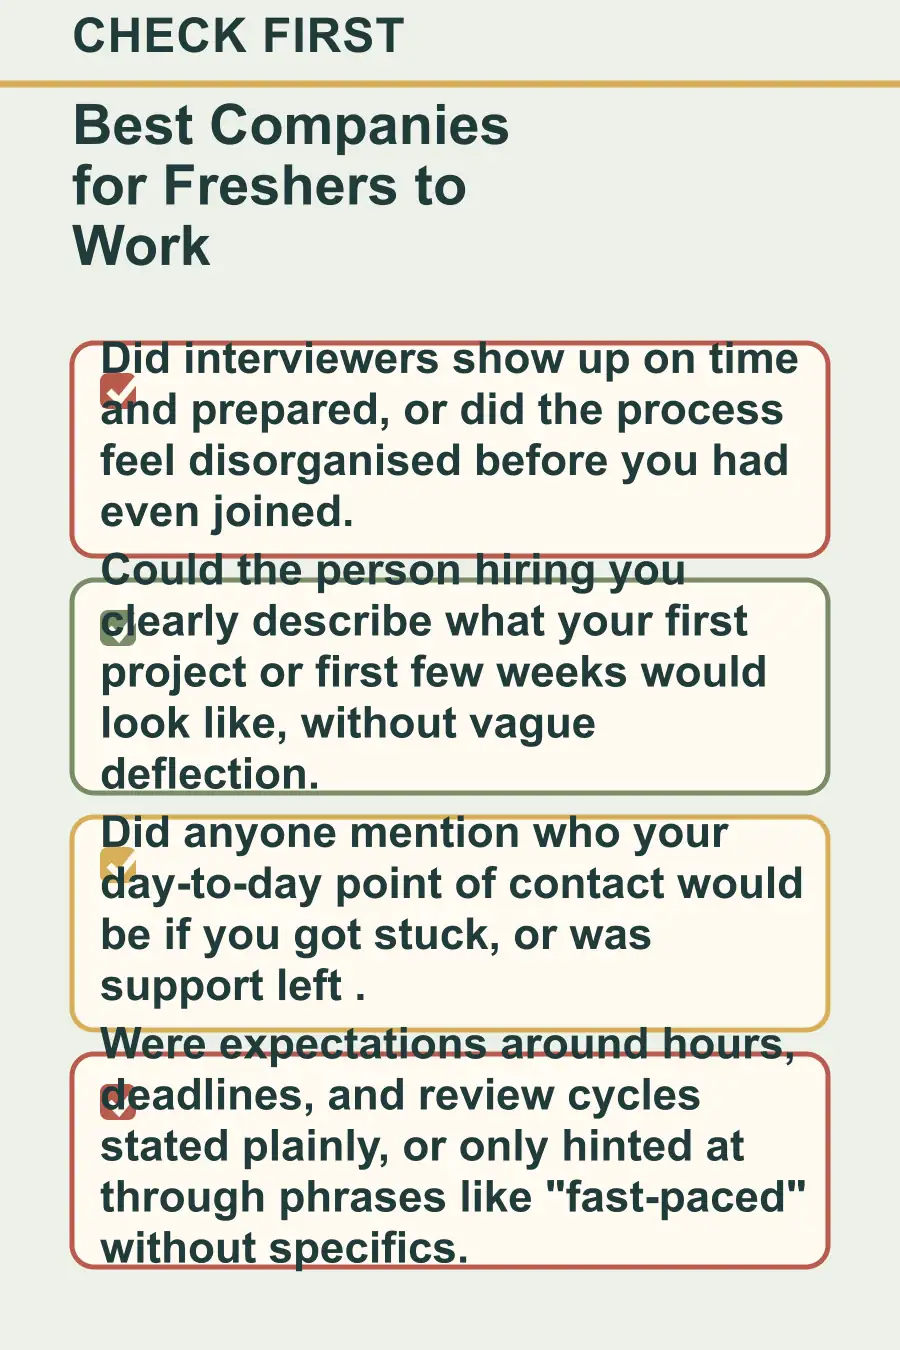 CHECK FIRST
Best Companies
for Freshers to
Work
Did interviewers show up on time
and prepared, or did the process
feel disorganised before you had
even joined.
Could the person hiring you
clearly describe what your first
project or first few weeks would
look like, without vague
deflection.
Did anyone mention who your
day-to-day point of contact would
be if you got stuck, or was
support left .
Were expectations around hours,
deadlines, and review cycles
stated plainly, or only hinted at
through phrases like "fast-paced"
without specifics.